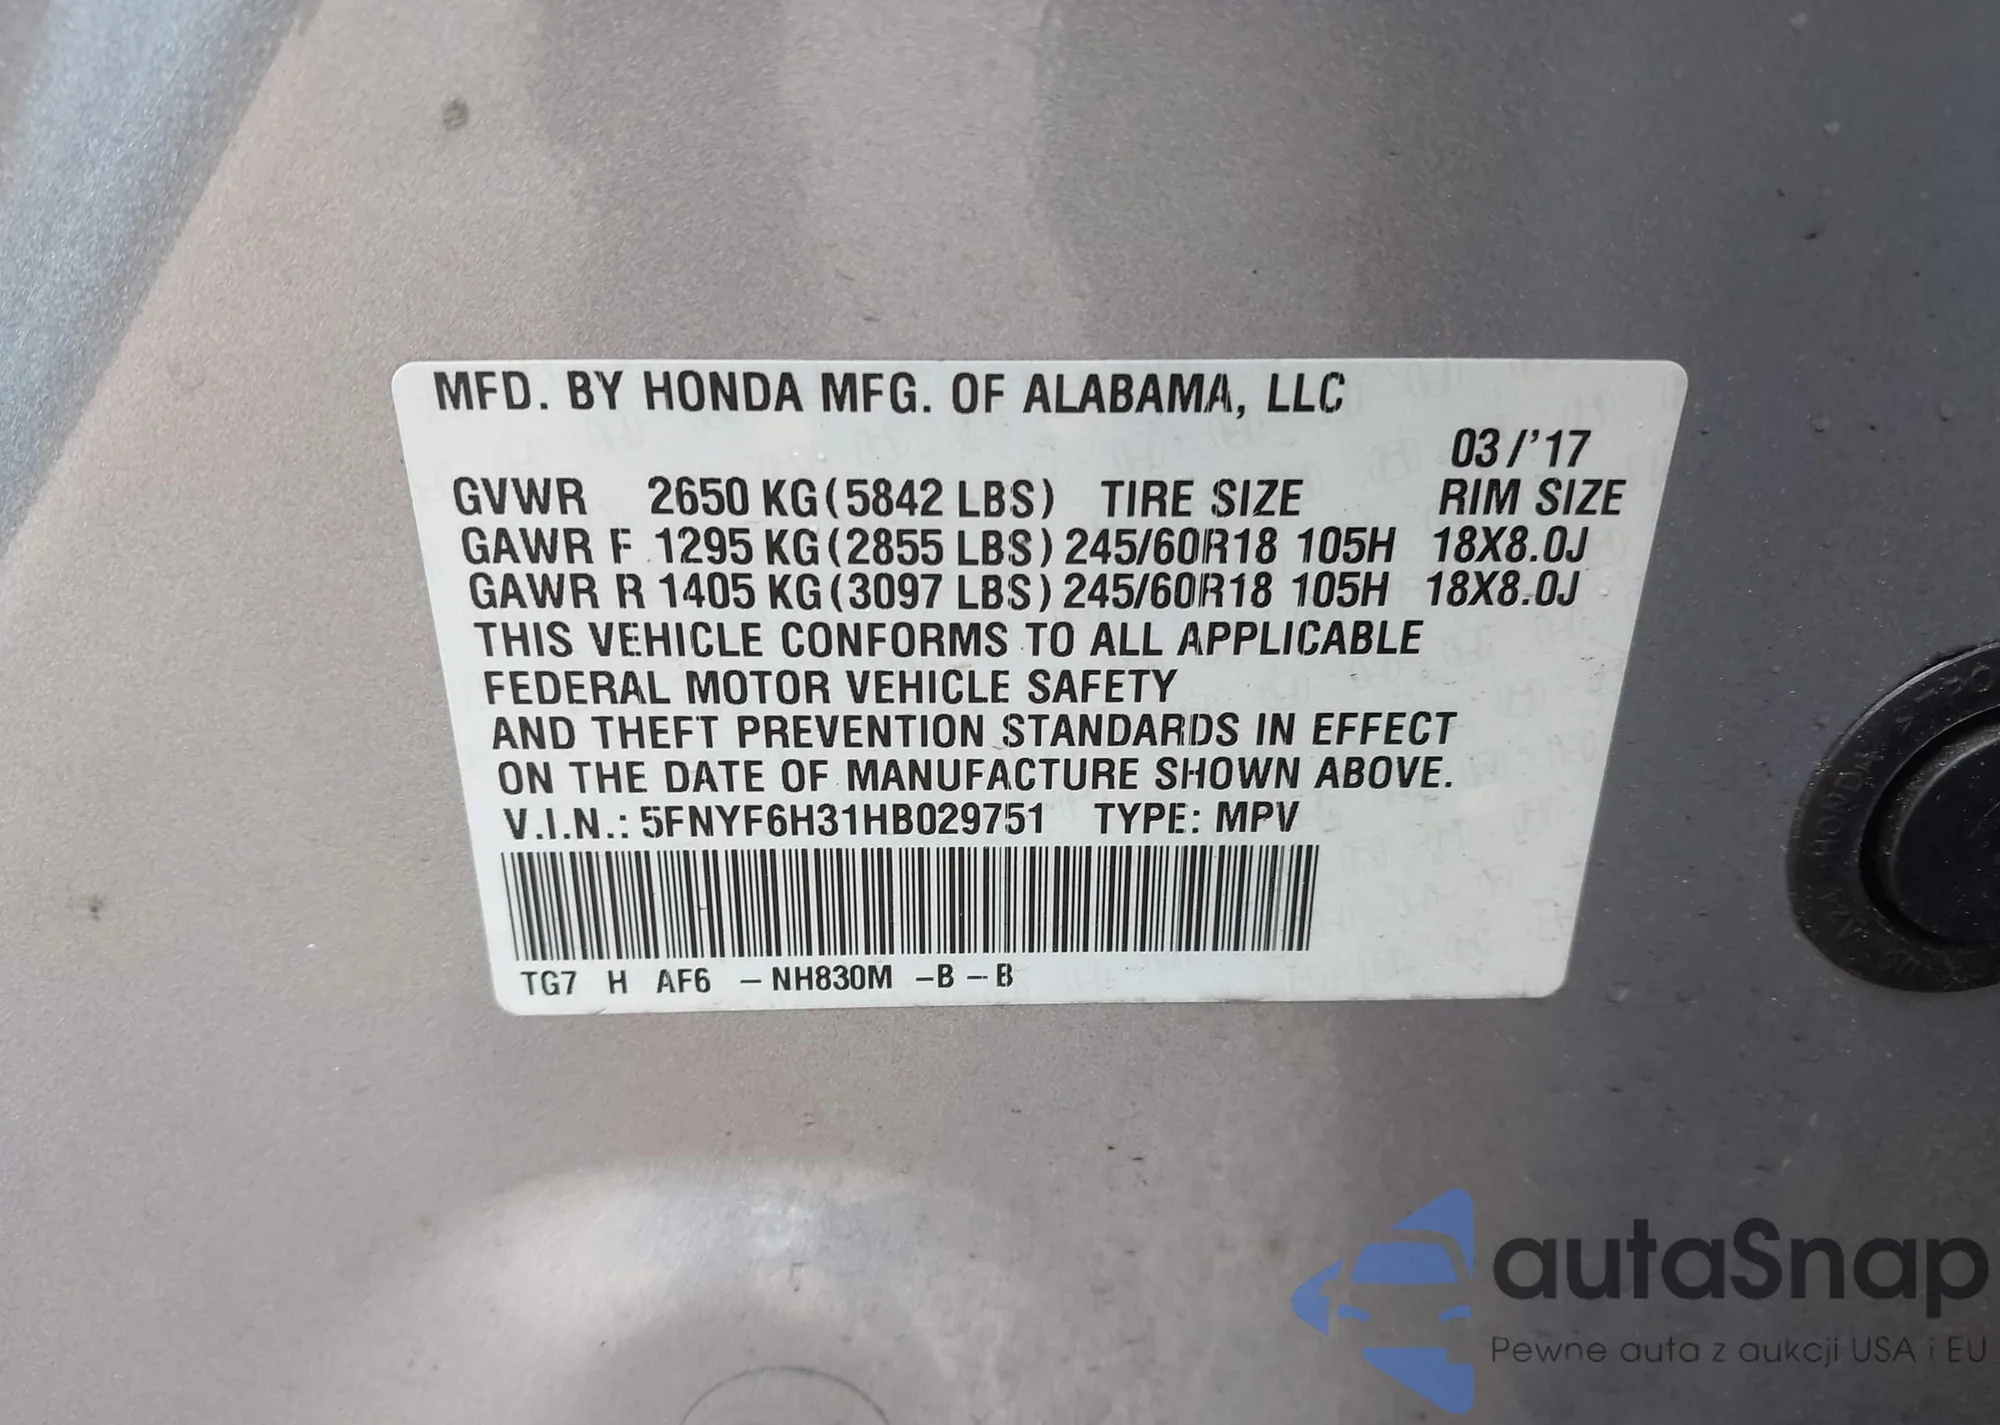 MFD. BY HONDA MFG. OF ALABAMA, LLC
03/'17
GVWR 2650 KG (5842 LBS) TIRE SIZE RIM SIZE
GAWR F 1295 KG (2855 LBS) 245/60R18 105H 18X8.0J
GAWR R 1405 KG (3097 LBS) 245/60R18 105H 18X8.0J
THIS VEHICLE CONFORMS TO ALL APPLICABLE
FEDERAL MOTOR VEHICLE SAFETY
AND THEFT PREVENTION STANDARDS IN EFFECT
ON THE DATE OF MANUFACTURE SHOWN ABOVE.
V.I.N.: 5FNYF6H31HB029751 TYPE: MPV
TG7 H AF6 – NH830M –B – B
HONDA
autaSnap
Pewne auta z aukcji USA i EU